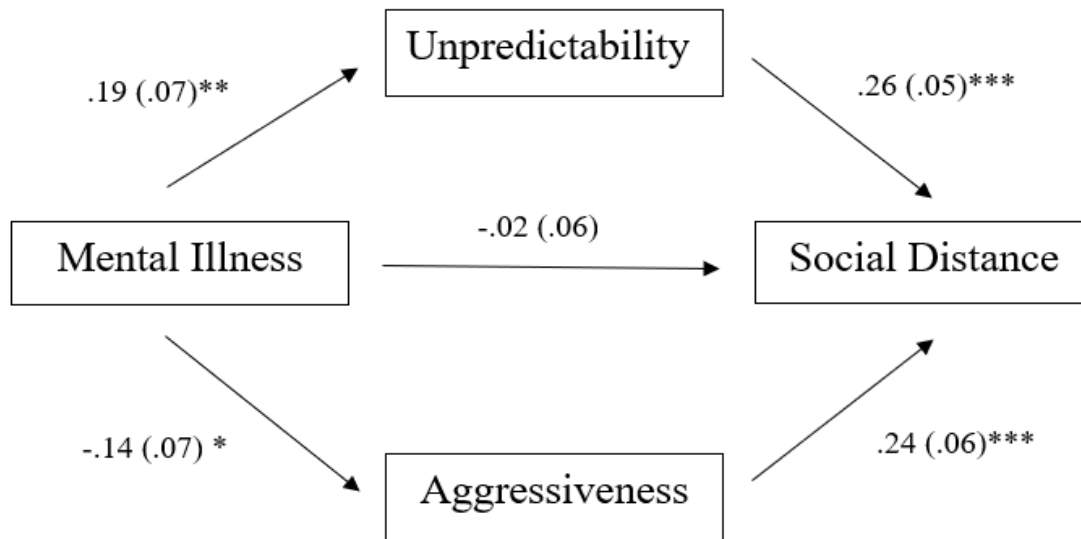 Unpredictability
.19 (.07)**
.26 (.05)***
-.02 (.06)
Mental Illness
Social Distance
-.14 (.07) *
.24 (.06)***
Aggressiveness